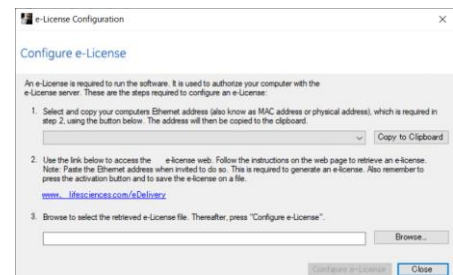 e-License Configuration
Configure e-License
An e-License is required to run the software. It is used to authorize your computer with the
e-License server. These are the steps required to configure an e-License:
1. Select and copy your computers Ethernet address (also know as MAC address or physical address), which is required in
step 2, using the button below. The address will then be copied to the clipboard.
Copy to Clipboard
2. Use the link below to access the e-license web. Follow the instructions on the web page to retrieve an e-license.
Note: Paste the Ethernet address when invited to do so. This is required to generate an e-license. Also remember to
press the activation button and to save the e-license on a file.
www. lifesciences.com/eDelivery
3. Browse to select the retrieved e-License file. Thereafter, press "Configure e-License".
Browse...
Configure e-License Close